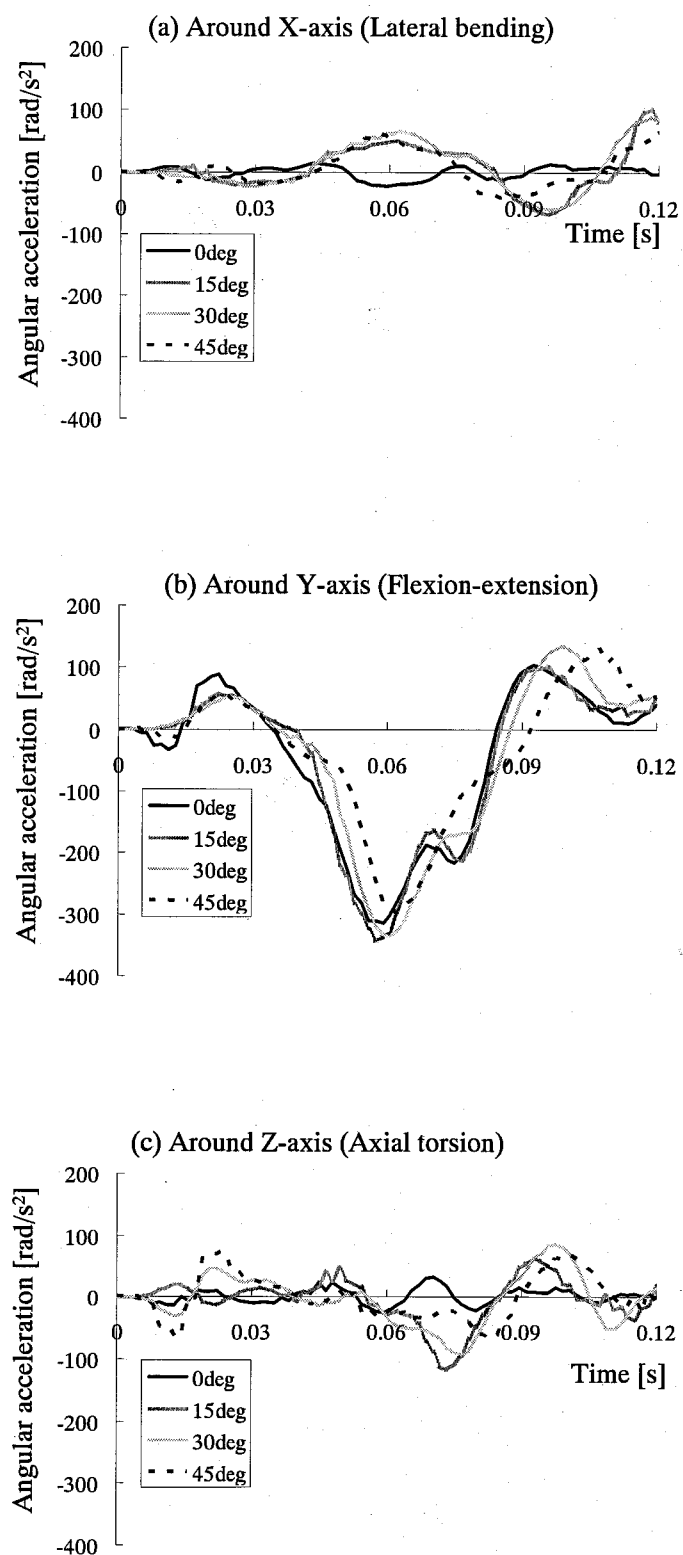 (a) Around X-axis (Lateral bending)
Angular acceleration [rad/s²]
200
100
0
-100
-200
-300
-400
0 0.03 0.06 0.09 0.12
Time [s]
0deg
15deg
30deg
45deg
(b) Around Y-axis (Flexion-extension)
Angular acceleration [rad/s²]
200
100
0
-100
-200
-300
-400
0 0.03 0.06 0.09 0.12
0deg
15deg
30deg
45deg
(c) Around Z-axis (Axial torsion)
Angular acceleration [rad/s²]
200
100
0
-100
-200
-300
-400
0 0.03 0.06 0.09 0.12
Time [s]
0deg
15deg
30deg
45deg